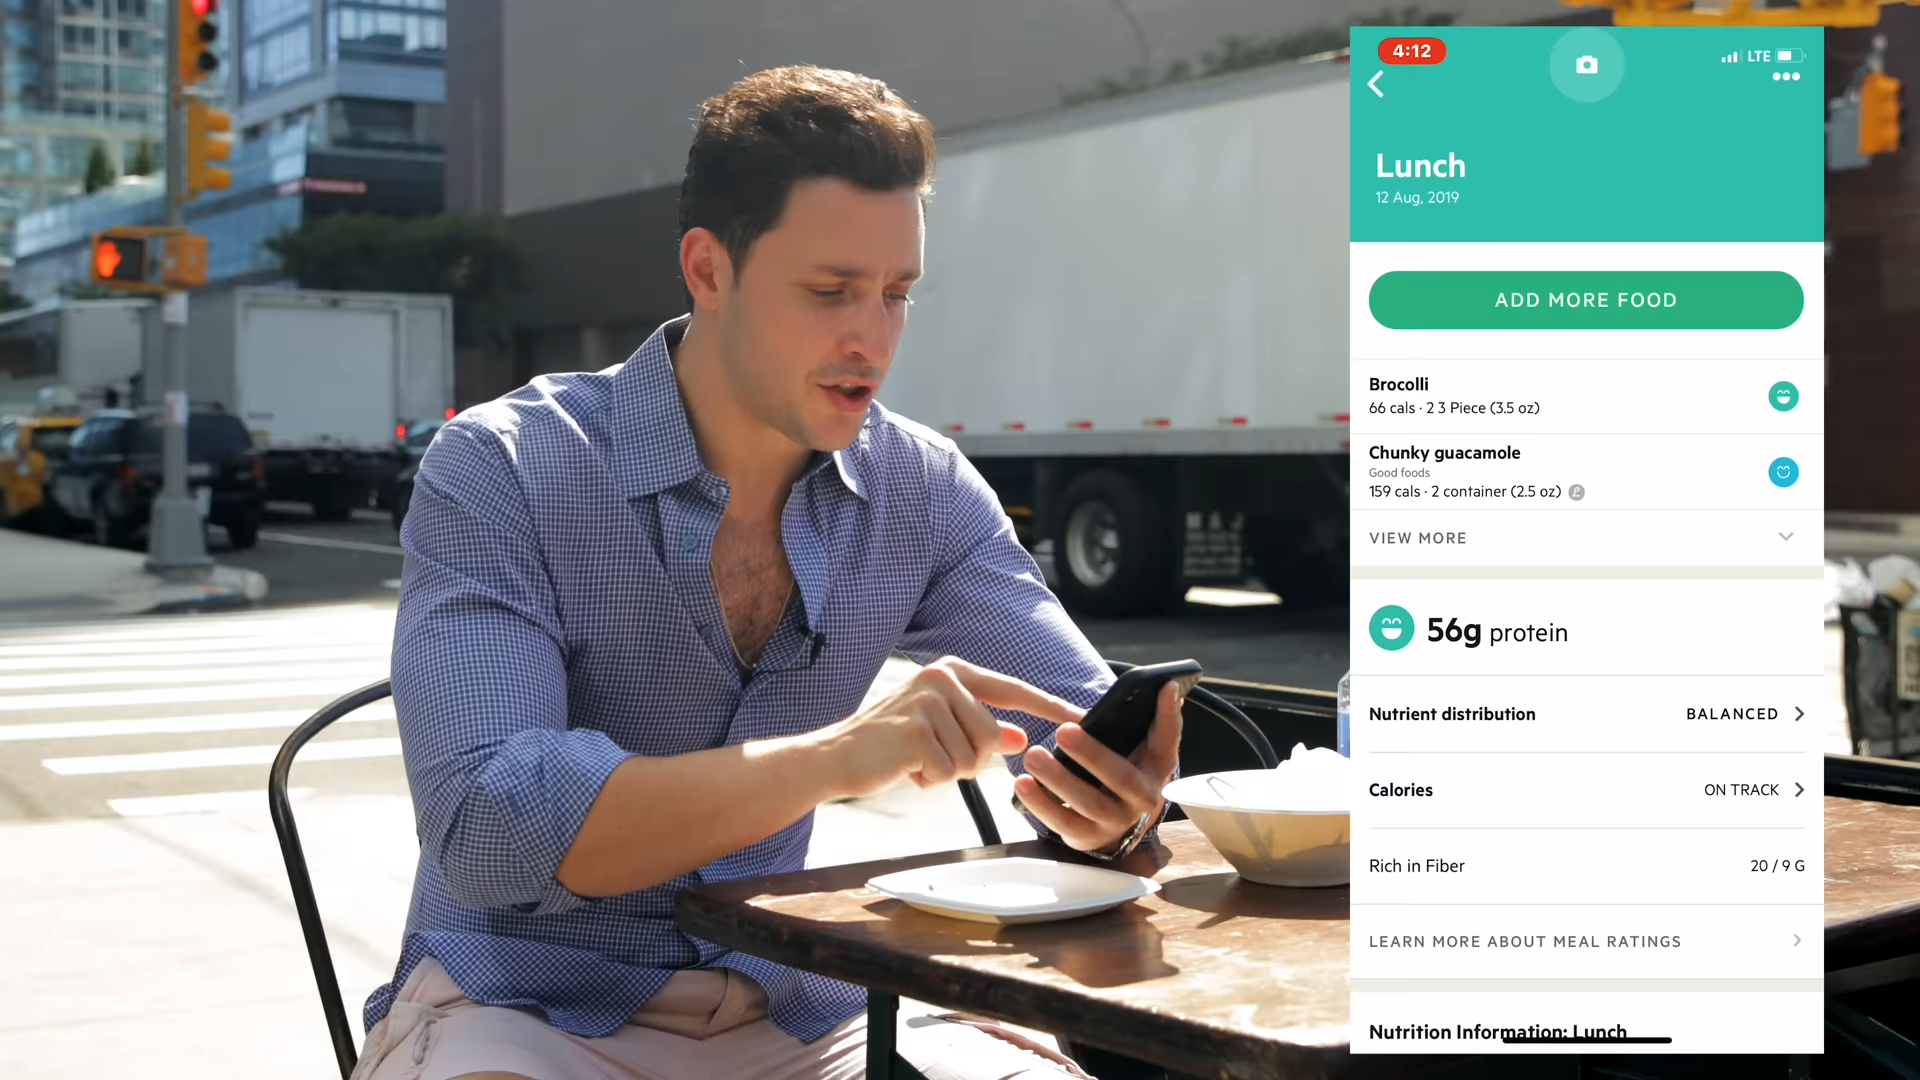 4:12
LTE
Lunch
12 Aug, 2019
ADD MORE FOOD
Brocolli
66 cals · 2 3 Piece (3.5 oz)
Chunky guacamole
Good foods
159 cals · 2 container (2.5 oz)
VIEW MORE
56g protein
Nutrient distribution BALANCED
Calories ON TRACK
Rich in Fiber 20 / 9 G
LEARN MORE ABOUT MEAL RATINGS
Nutrition Information: Lunch